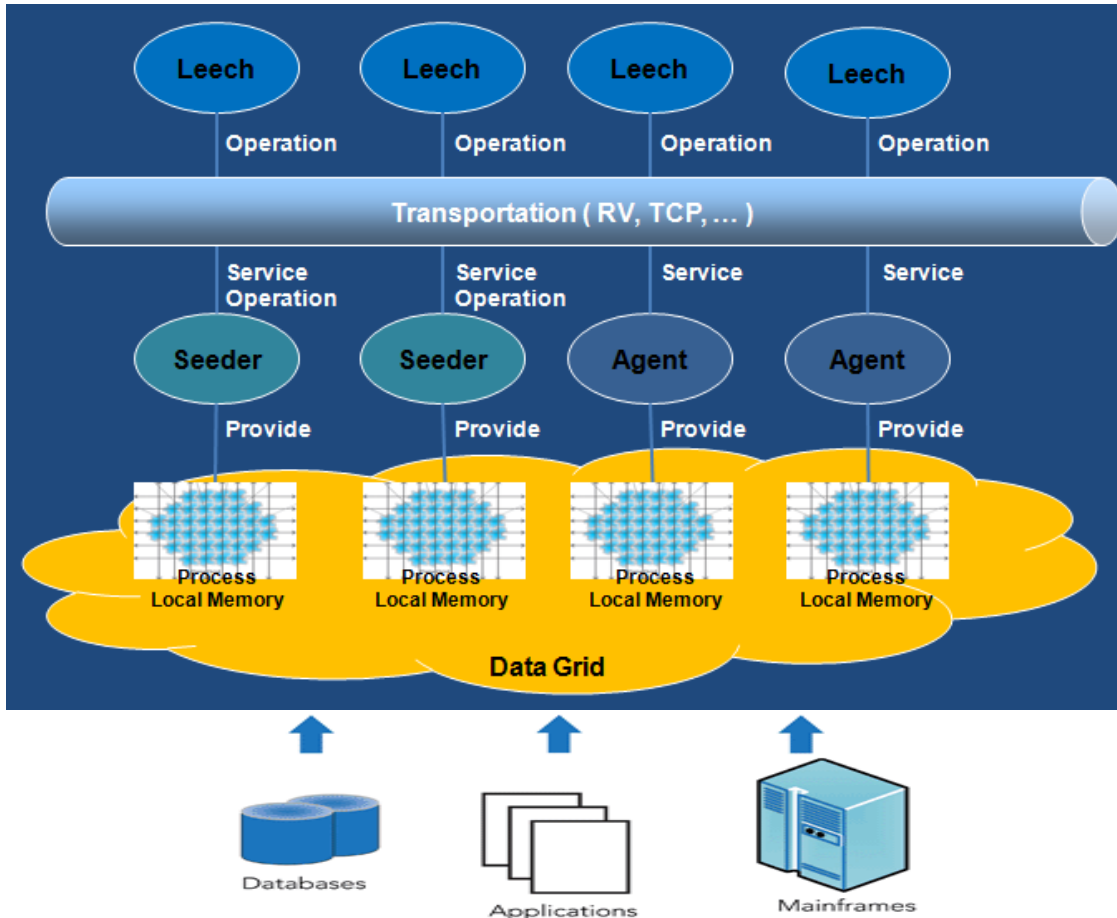 Leech Leech Leech Leech
Operation Operation Operation Operation
Transportation ( RV, TCP, ... )
Service Service Service Service
Operation Operation
Seeder Seeder Agent Agent
Provide Provide Provide Provide
Process Process Process Process
Local Memory Local Memory Local Memory Local Memory
Data Grid
Databases Applications Mainframes